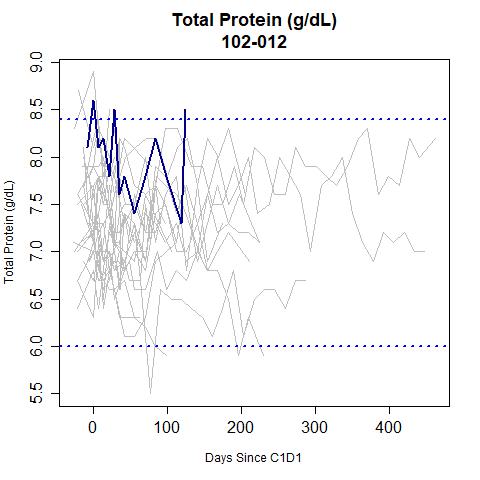 Total Protein (g/dL)
102-012
Total Protein (g/dL)
9.0
8.5
8.0
7.5
7.0
6.5
6.0
5.5
0 100 200 300 400
Days Since C1D1